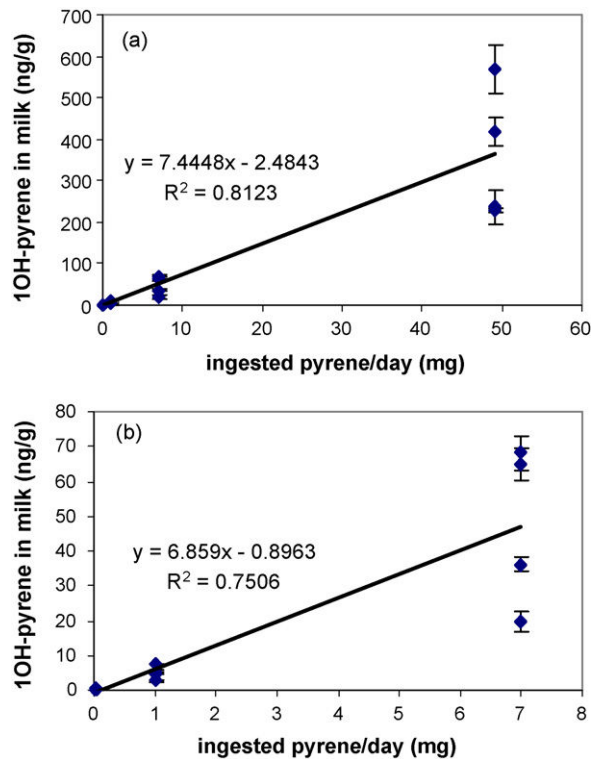 (a)
1OH-pyrene in milk (ng/g)
700
600
500
400
300
200
100
0
y = 7.4448x - 2.4843
R² = 0.8123
0 10 20 30 40 50 60
ingested pyrene/day (mg)
(b)
1OH-pyrene in milk (ng/g)
80
70
60
50
40
30
20
10
0
y = 6.859x - 0.8963
R² = 0.7506
0 1 2 3 4 5 6 7 8
ingested pyrene/day (mg)